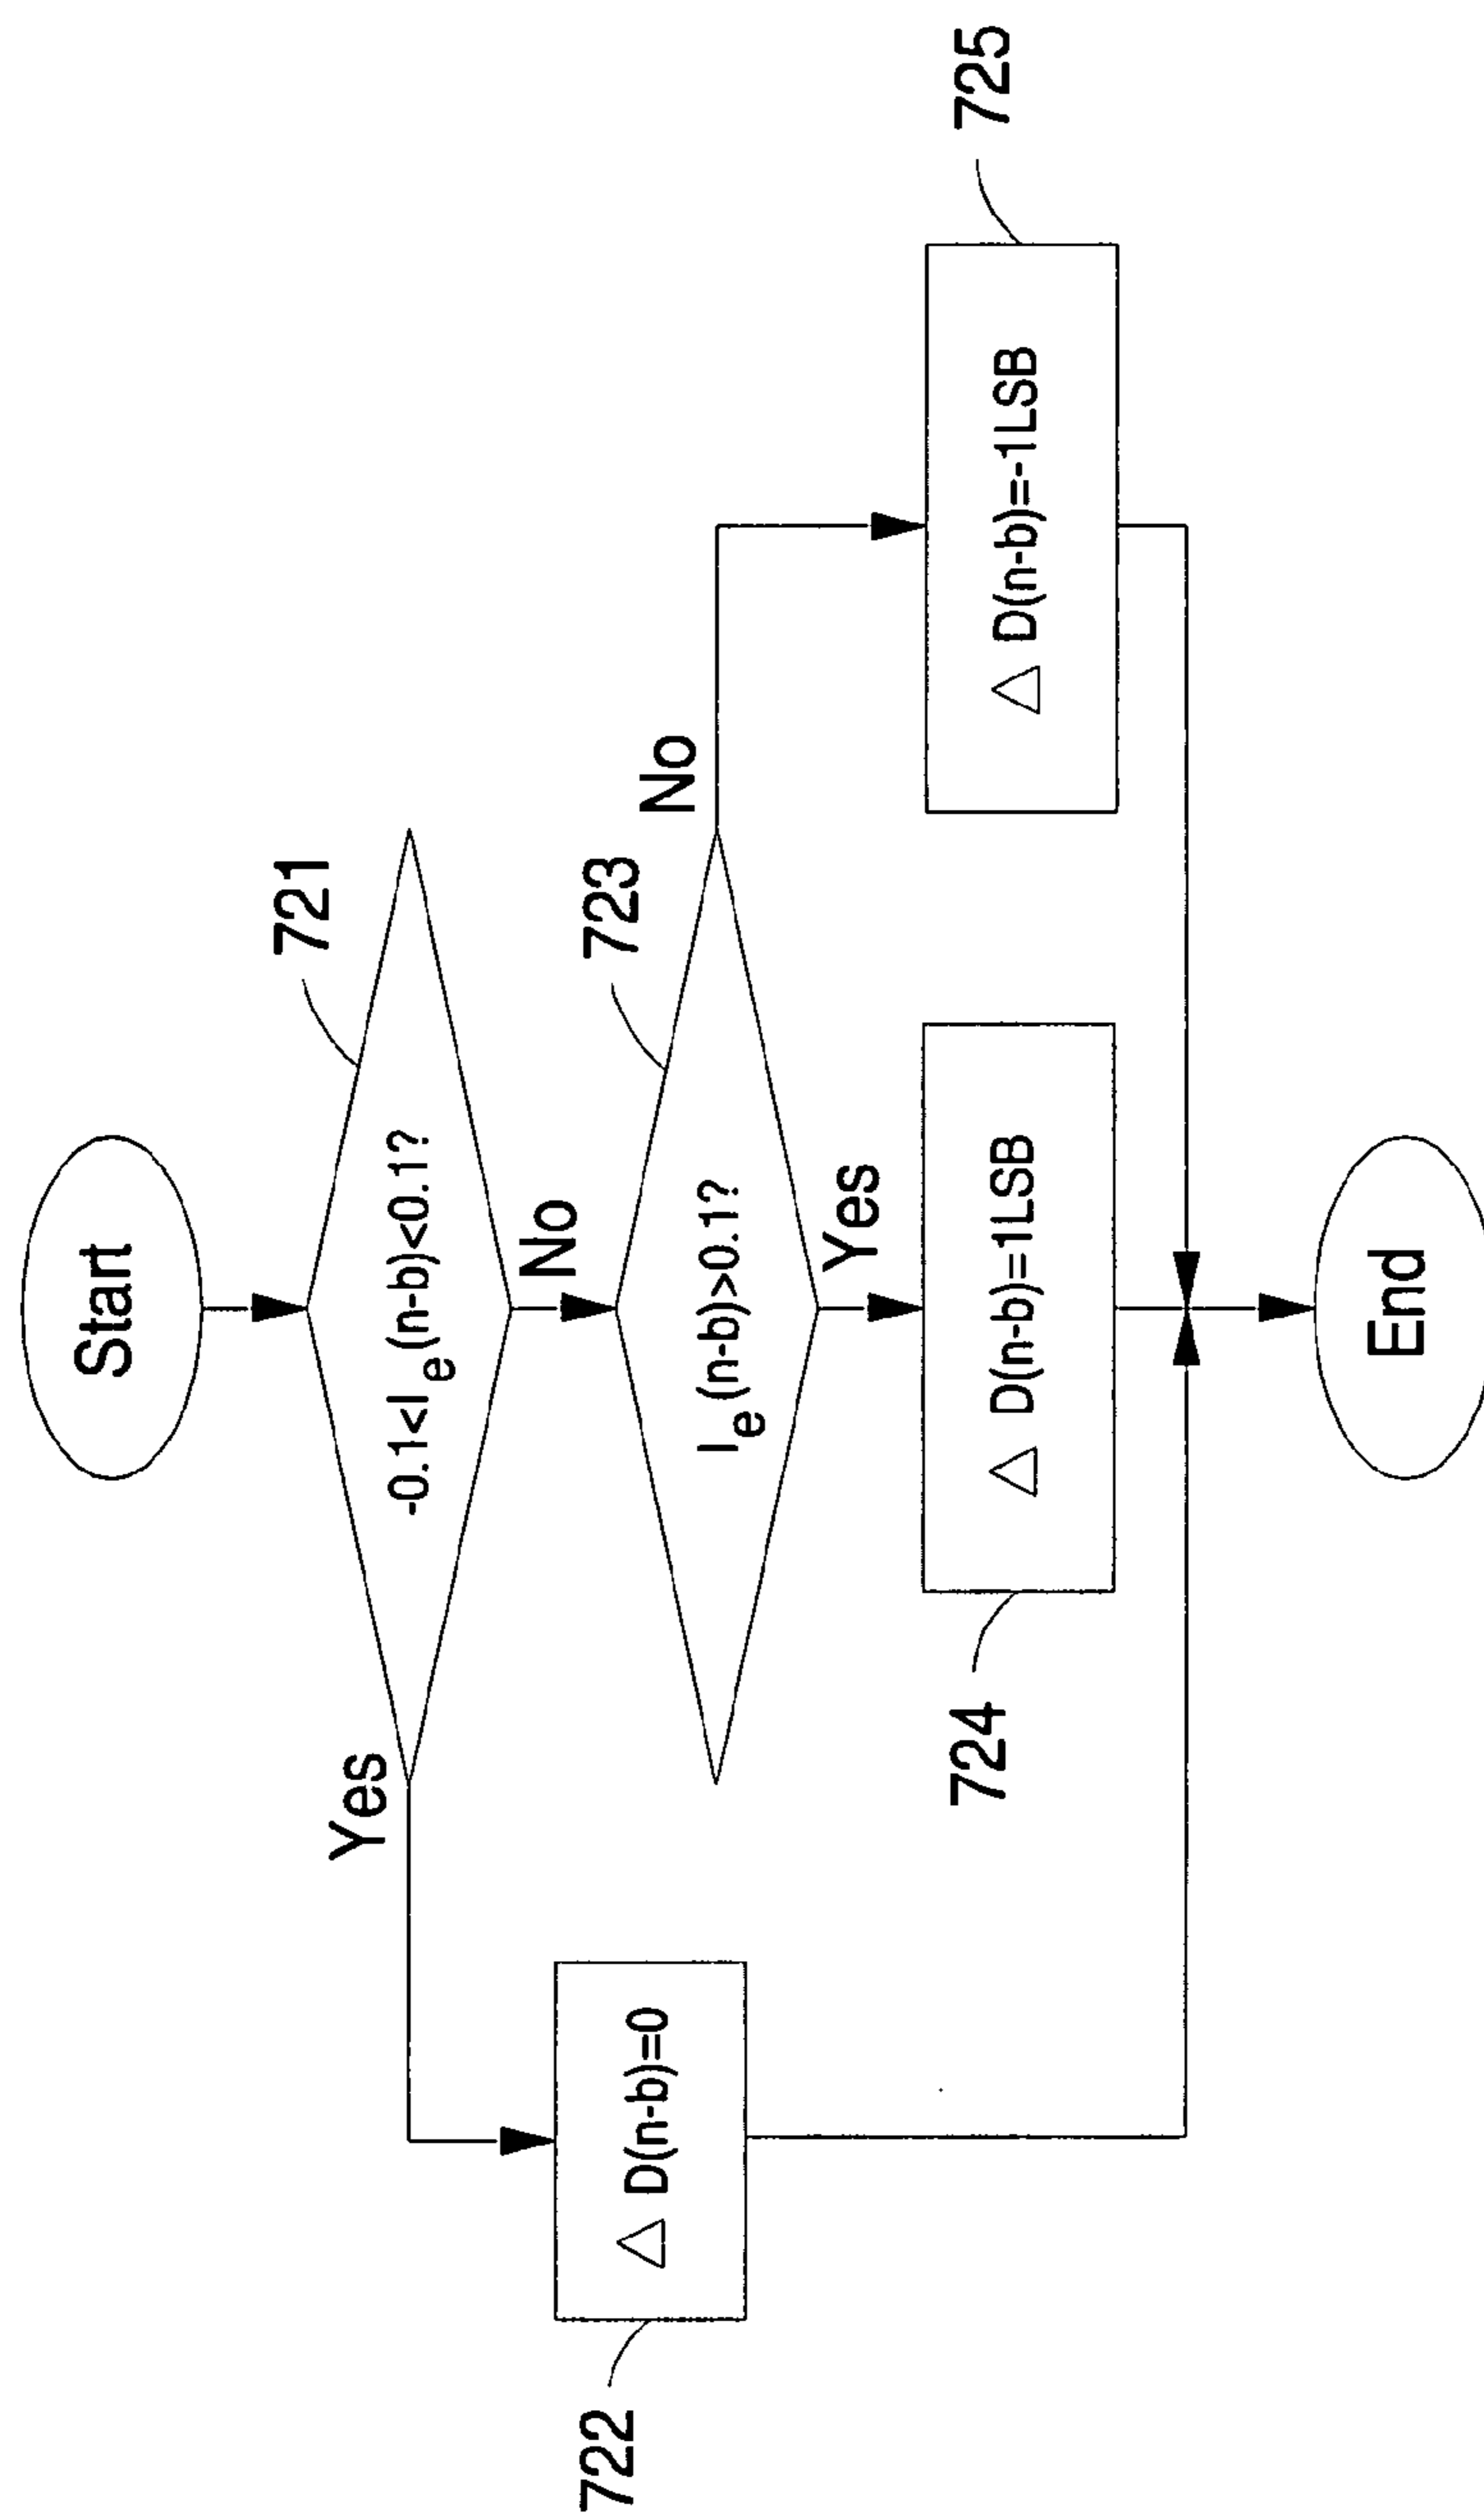 Start
721
-0.1<Ie(n-b)<0.1?
Yes
No
722
△ D(n-b)=0
723
Ie(n-b)>0.1?
No
Yes
724
△ D(n-b)=1LSB
725
△ D(n-b)=-1LSB
End